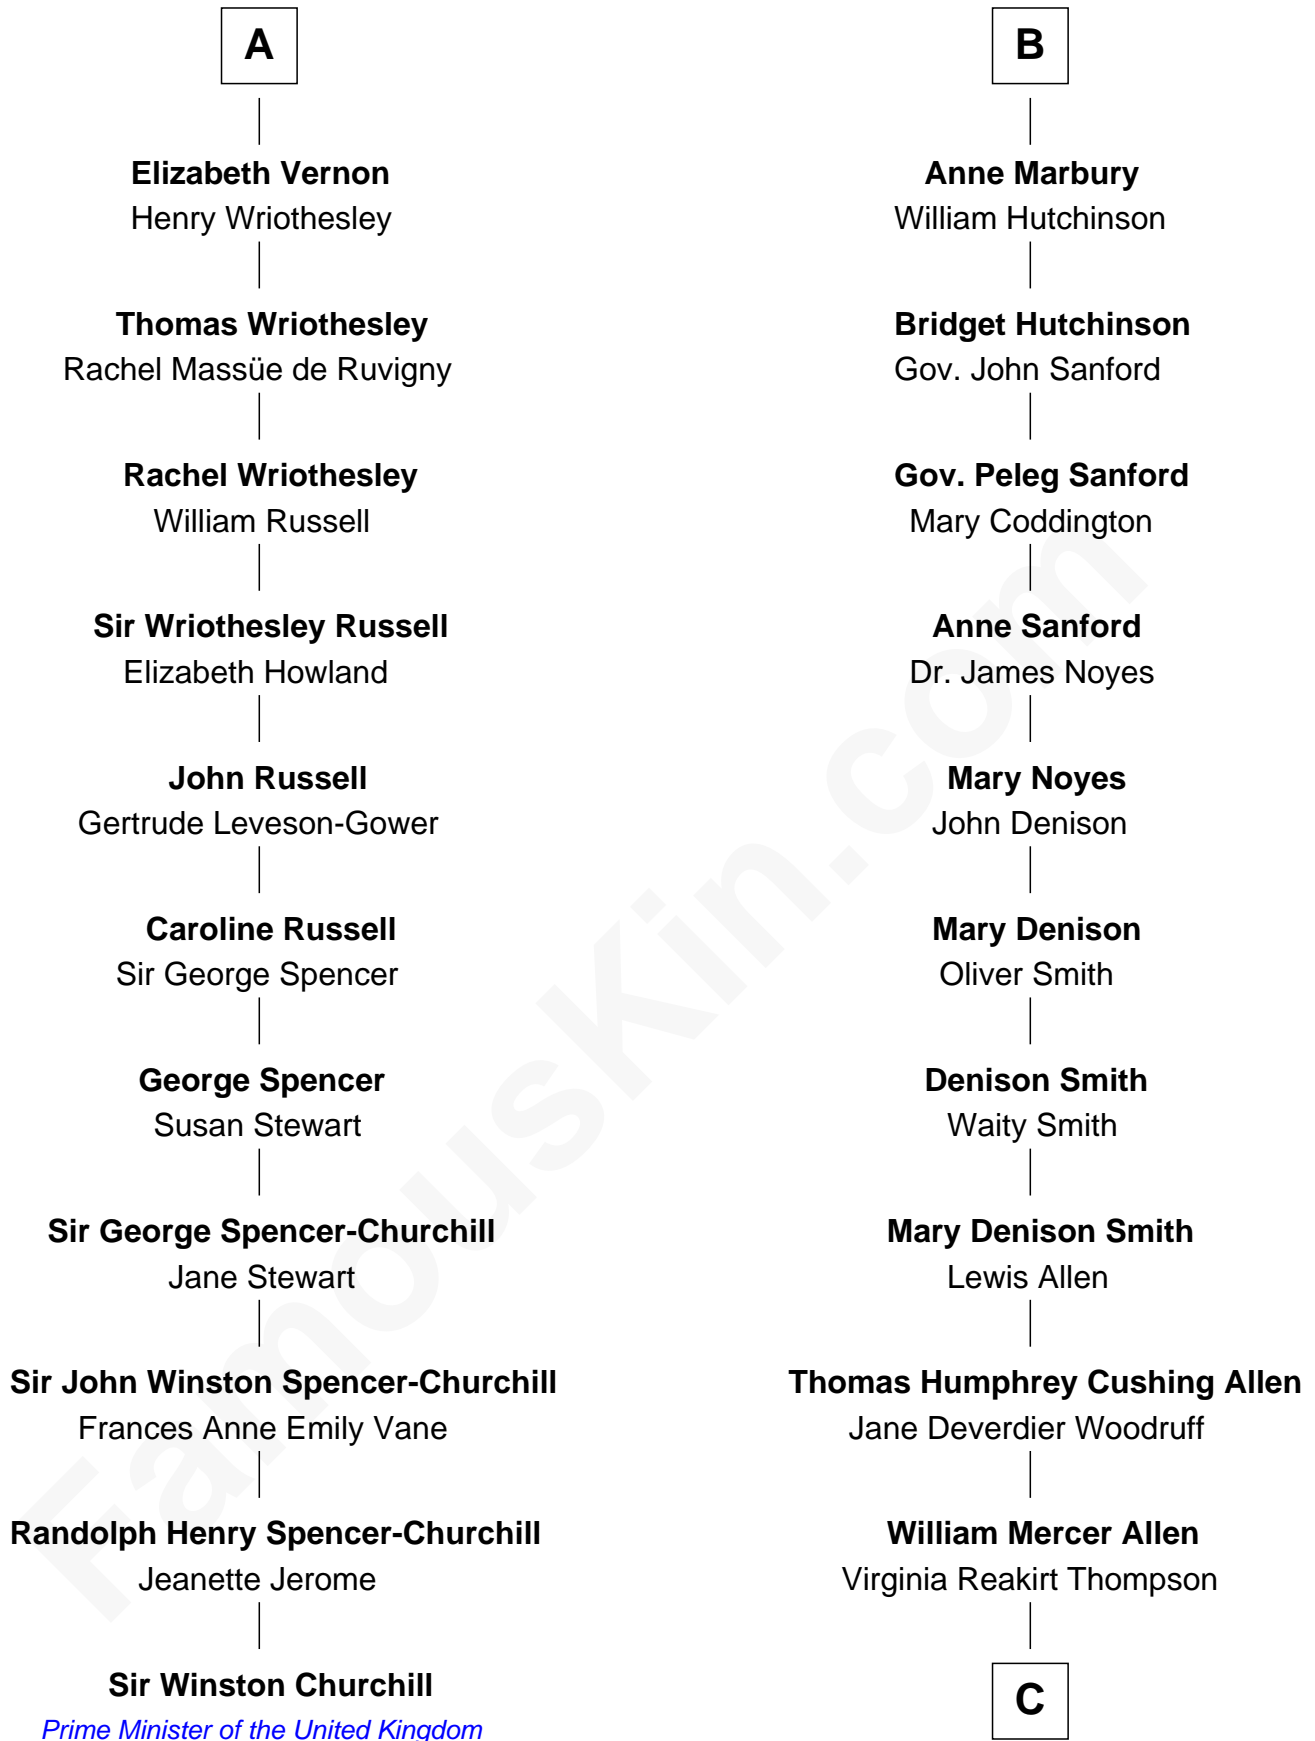 A
Elizabeth Vernon
Henry Wriothesley
Thomas Wriothesley
Rachel Massüe de Ruvigny
Rachel Wriothesley
William Russell
Sir Wriothesley Russell
Elizabeth Howland
John Russell
Gertrude Leveson-Gower
Caroline Russell
Sir George Spencer
George Spencer
Susan Stewart
Sir George Spencer-Churchill
Jane Stewart
Sir John Winston Spencer-Churchill
Frances Anne Emily Vane
Randolph Henry Spencer-Churchill
Jeanette Jerome
Sir Winston Churchill
Prime Minister of the United Kingdom
B
Anne Marbury
William Hutchinson
Bridget Hutchinson
Gov. John Sanford
Gov. Peleg Sanford
Mary Coddington
Anne Sanford
Dr. James Noyes
Mary Noyes
John Denison
Mary Denison
Oliver Smith
Denison Smith
Waity Smith
Mary Denison Smith
Lewis Allen
Thomas Humphrey Cushing Allen
Jane Deverdier Woodruff
William Mercer Allen
Virginia Reakirt Thompson
C
FamousKin.com